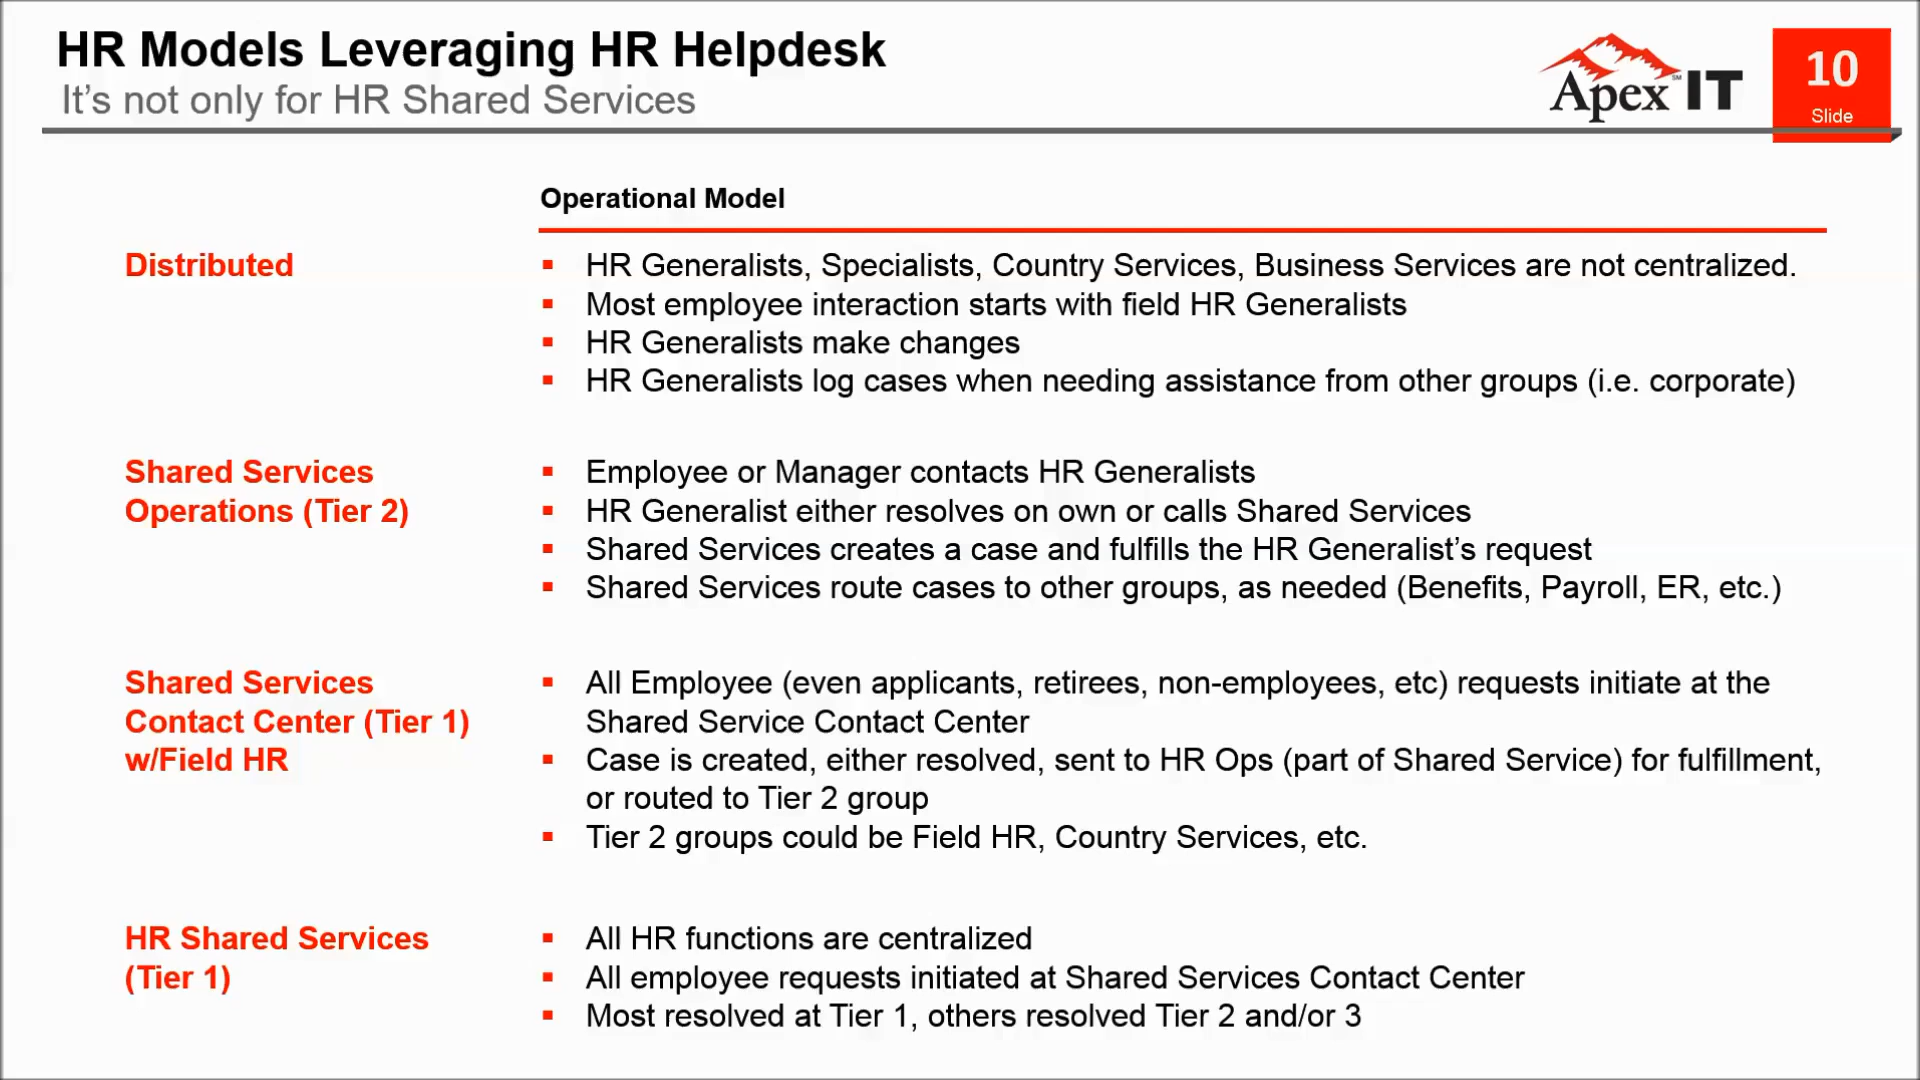 HR Models Leveraging HR Helpdesk
It's not only for HR Shared Services
Apex IT
SM
10
Slide
Operational Model
Distributed
▪ HR Generalists, Specialists, Country Services, Business Services are not centralized.
▪ Most employee interaction starts with field HR Generalists
▪ HR Generalists make changes
▪ HR Generalists log cases when needing assistance from other groups (i.e. corporate)
Shared Services
Operations (Tier 2)
▪ Employee or Manager contacts HR Generalists
▪ HR Generalist either resolves on own or calls Shared Services
▪ Shared Services creates a case and fulfills the HR Generalist's request
▪ Shared Services route cases to other groups, as needed (Benefits, Payroll, ER, etc.)
Shared Services
Contact Center (Tier 1)
w/Field HR
▪ All Employee (even applicants, retirees, non-employees, etc) requests initiate at the
Shared Service Contact Center
▪ Case is created, either resolved, sent to HR Ops (part of Shared Service) for fulfillment,
or routed to Tier 2 group
▪ Tier 2 groups could be Field HR, Country Services, etc.
HR Shared Services
(Tier 1)
▪ All HR functions are centralized
▪ All employee requests initiated at Shared Services Contact Center
▪ Most resolved at Tier 1, others resolved Tier 2 and/or 3